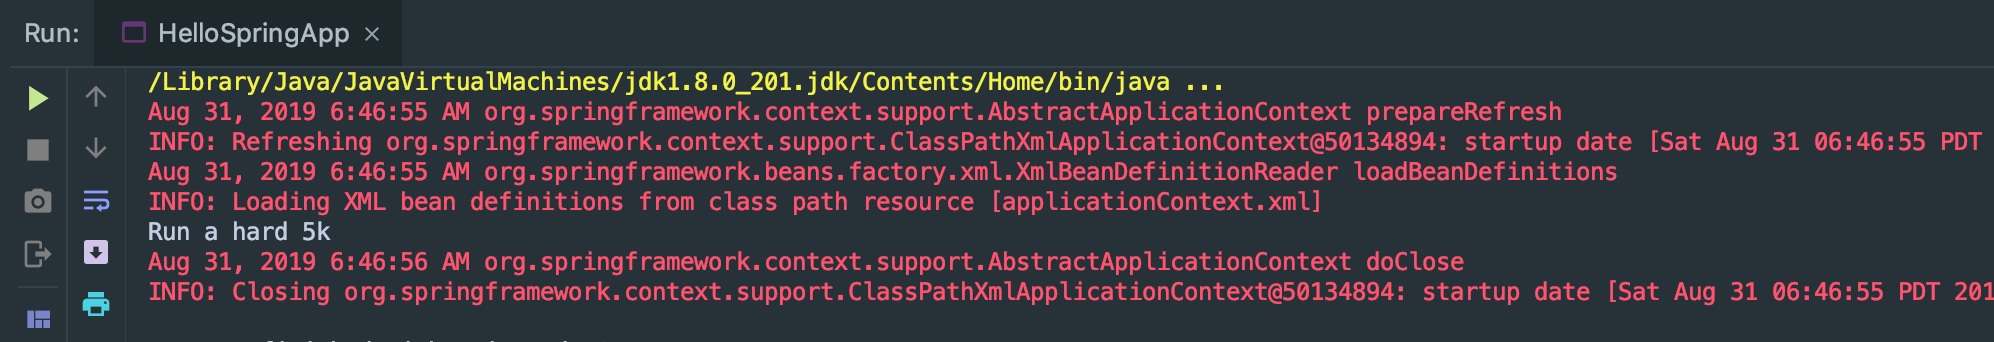 Run:
HelloSpringApp
/Library/Java/JavaVirtualMachines/jdk1.8.0_201.jdk/Contents/Home/bin/java ...
Aug 31, 2019 6:46:55 AM org.springframework.context.support.AbstractApplicationContext prepareRefresh
INFO: Refreshing org.springframework.context.support.ClassPathXmlApplicationContext@50134894: startup date [Sat Aug 31 06:46:55 PDT
Aug 31, 2019 6:46:55 AM org.springframework.beans.factory.xml.XmlBeanDefinitionReader loadBeanDefinitions
INFO: Loading XML bean definitions from class path resource [applicationContext.xml]
Run a hard 5k
Aug 31, 2019 6:46:56 AM org.springframework.context.support.AbstractApplicationContext doClose
INFO: Closing org.springframework.context.support.ClassPathXmlApplicationContext@50134894: startup date [Sat Aug 31 06:46:55 PDT 201